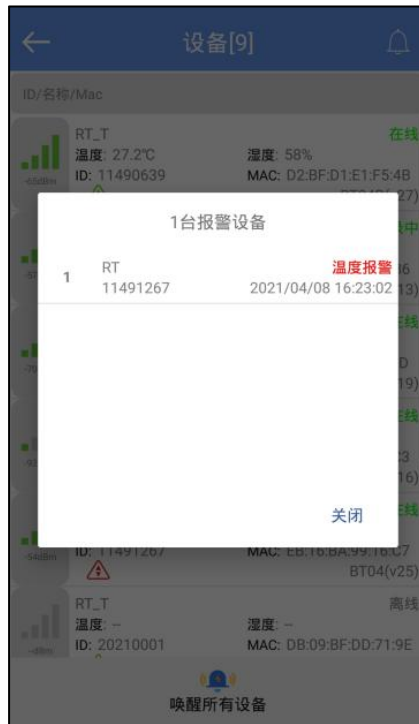 设备[9]
ID/名称/Mac
RT_T 在线
温度: 27.2℃ 湿度: 58%
-65dBm ID: 11490639 MAC: D2:BF:D1:E1:F5:4B
1台报警设备
1 RT 温度报警
11491267 2021/04/08 16:23:02
关闭
-54dBm ID: 11491267 MAC: EB:16:BA:99:16:C7
BT04(v25)
RT_T 离线
温度: -- 湿度: --
--dBm ID: 20210001 MAC: DB:09:BF:DD:71:9E
唤醒所有设备